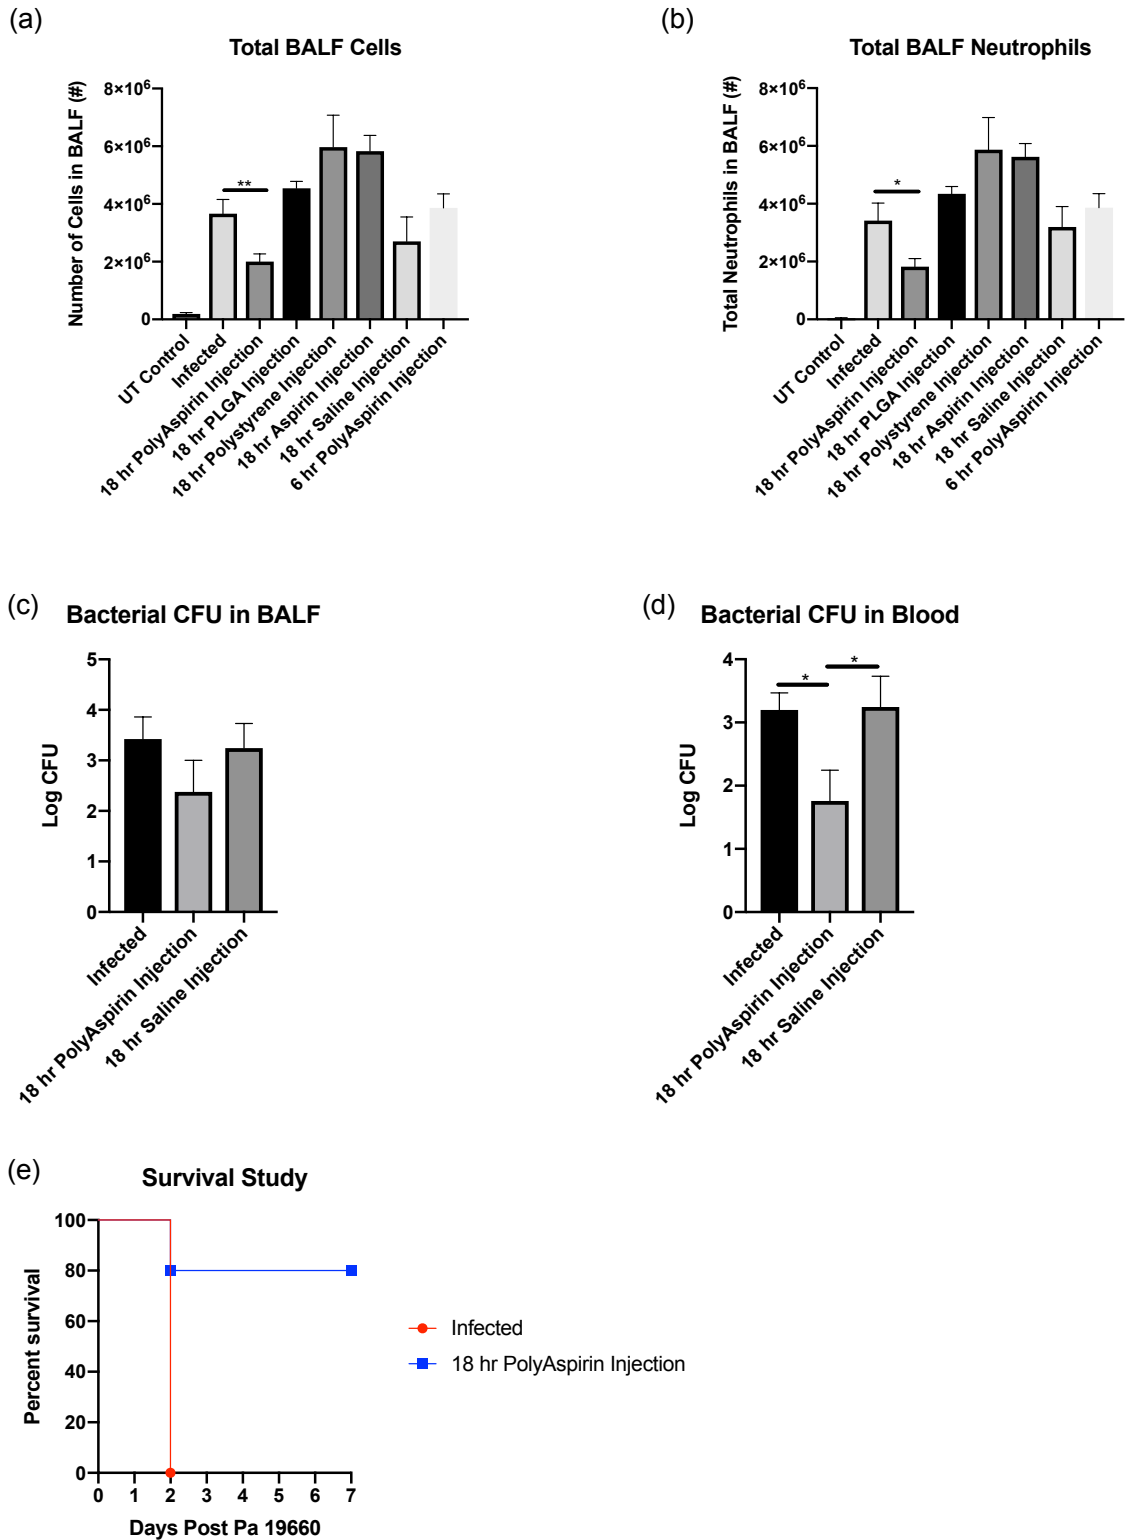 (a)
Total BALF Cells
Number of Cells in BALF (#)
8×10⁶
6×10⁶
4×10⁶
2×10⁶
0
**
UT Control
Infected
18 hr PolyAspirin Injection
18 hr PLGA Injection
18 hr Polystyrene Injection
18 hr Aspirin Injection
18 hr Saline Injection
6 hr PolyAspirin Injection
(b)
Total BALF Neutrophils
Total Neutrophils in BALF (#)
8×10⁶
6×10⁶
4×10⁶
2×10⁶
0
*
UT Control
Infected
18 hr PolyAspirin Injection
18 hr PLGA Injection
18 hr Polystyrene Injection
18 hr Aspirin Injection
18 hr Saline Injection
6 hr PolyAspirin Injection
(c)
Bacterial CFU in BALF
Log CFU
5
4
3
2
1
0
Infected
18 hr PolyAspirin Injection
18 hr Saline Injection
(d)
Bacterial CFU in Blood
Log CFU
4
3
2
1
0
*
*
Infected
18 hr PolyAspirin Injection
18 hr Saline Injection
(e)
Survival Study
Percent survival
100
80
60
40
20
0
0 1 2 3 4 5 6 7
Days Post Pa 19660
Infected
18 hr PolyAspirin Injection